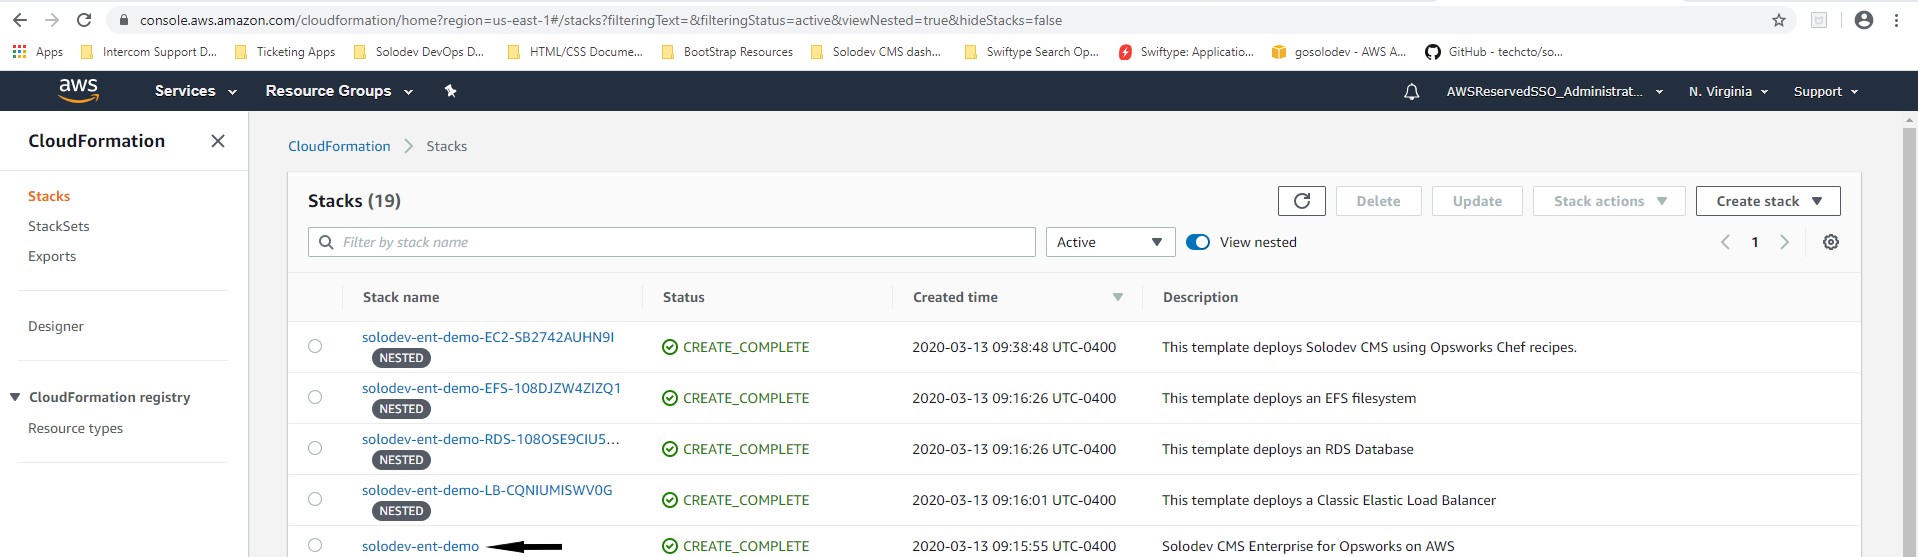 console.aws.amazon.com/cloudformation/home?region=us-east-1#/stacks?filteringText=&filteringStatus=active&viewNested=true&hideStacks=false
Apps Intercom Support D... Ticketing Apps Solodev DevOps D... HTML/CSS Docume... BootStrap Resources Solodev CMS dash... Swiftype Search Op... Swiftype: Applicatio... gosolodev - AWS A... GitHub - techcto/so...
aws Services Resource Groups AWSReservedSSO_Administrat... N. Virginia Support
CloudFormation
Stacks
StackSets
Exports
Designer
CloudFormation registry
Resource types
CloudFormation > Stacks
Stacks (19) Delete Update Stack actions Create stack
Filter by stack name Active View nested 1
Stack name Status Created time Description
solodev-ent-demo-EC2-SB2742AUHN9I
NESTED CREATE_COMPLETE 2020-03-13 09:38:48 UTC-0400 This template deploys Solodev CMS using Opsworks Chef recipes.
solodev-ent-demo-EFS-108DJZW4ZIZQ1
NESTED CREATE_COMPLETE 2020-03-13 09:16:26 UTC-0400 This template deploys an EFS filesystem
solodev-ent-demo-RDS-108OSE9CIU5...
NESTED CREATE_COMPLETE 2020-03-13 09:16:26 UTC-0400 This template deploys an RDS Database
solodev-ent-demo-LB-CQNIUMISWV0G
NESTED CREATE_COMPLETE 2020-03-13 09:16:01 UTC-0400 This template deploys a Classic Elastic Load Balancer
solodev-ent-demo CREATE_COMPLETE 2020-03-13 09:15:55 UTC-0400 Solodev CMS Enterprise for Opsworks on AWS